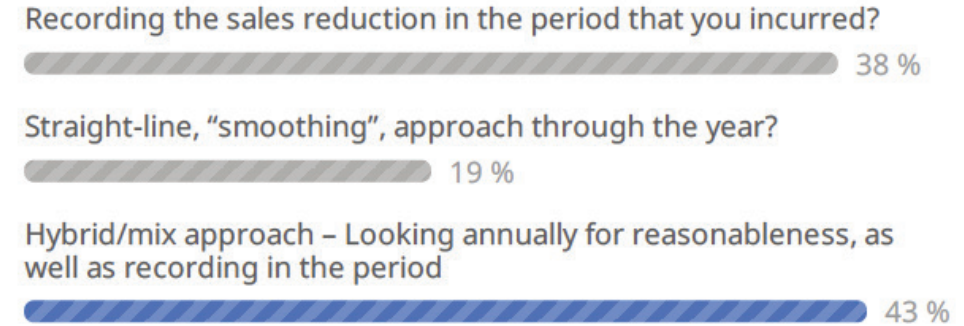 Recording the sales reduction in the period that you incurred?
38 %
Straight-line, “smoothing”, approach through the year?
19 %
Hybrid/mix approach – Looking annually for reasonableness, as
well as recording in the period
43 %